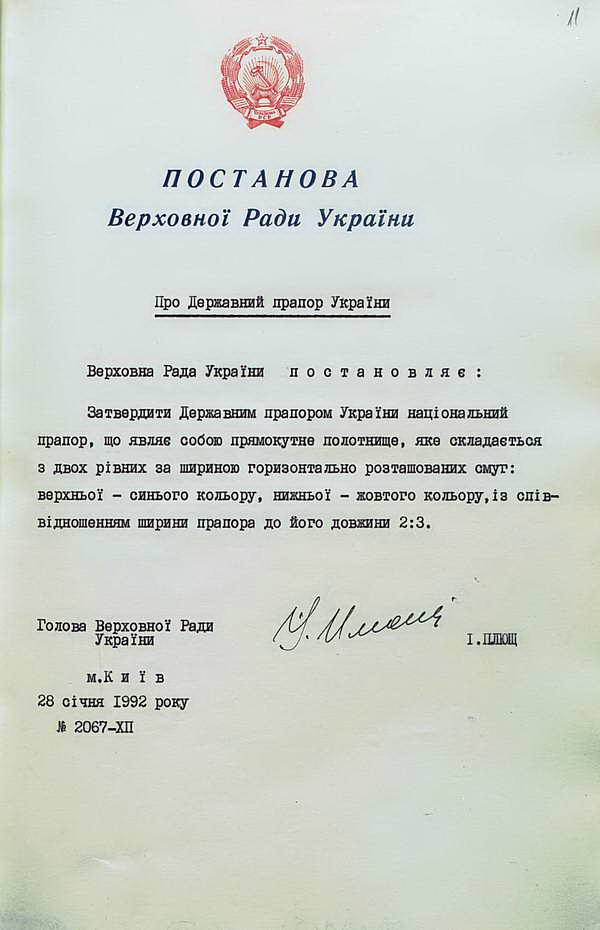 11
ПОСТАНОВА
Верховної Ради України
Про Державний прапор України
Верховна Рада України п о с т а н о в л я є :
Затвердити Державним прапором України національний
прапор, що являє собою прямокутне полотнище, яке складається
з двох рівних за шириною горизонтально розташованих смуг:
верхньої – синього кольору, нижньої – жовтого кольору,із спів-
відношенням ширини прапора до його довжини 2:3.
Голова Верховної Ради
України
І.ПЛЮЩ
м.К и ї в
28 січня 1992 року
№ 2067-ХІІ